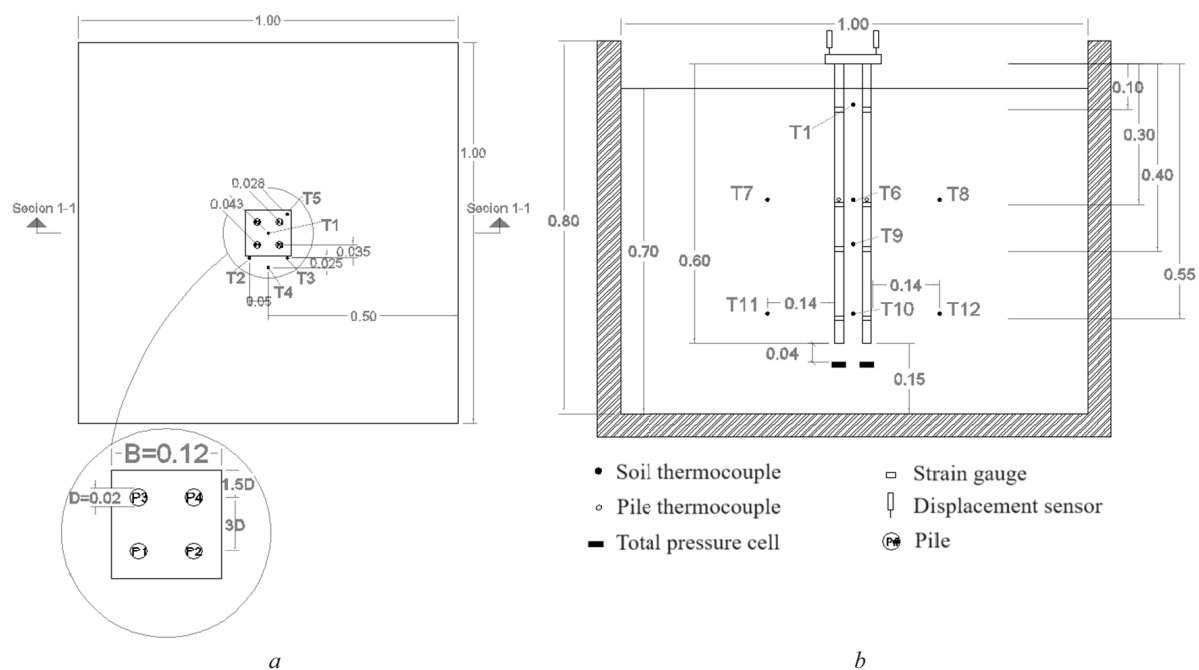 1.00
1.00
0.028
T5
0.043
T1
Secion 1-1
Secion 1-1
0.035
0.025
T2
T3
T4
0.05
0.50
B=0.12
1.5D
D=0.02
P3
P4
3D
P1
P2
a
1.00
0.10
T1
0.30
0.40
T7
T6
T8
0.80
T9
0.70
0.60
0.55
0.14
T11
0.14
T10
T12
0.04
0.15
Soil thermocouple
Pile thermocouple
Total pressure cell
Strain gauge
Displacement sensor
Pile
b